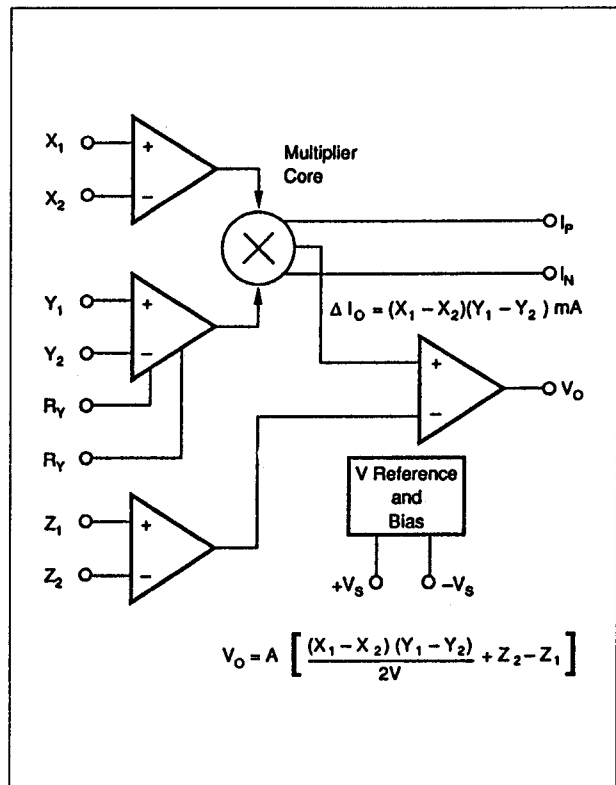 X₁
+
Multiplier
Core
X₂
−
I_P
Y₁
+
I_N
Δ I_O = (X₁ − X₂)(Y₁ − Y₂) mA
Y₂
−
R_Y
+
V_O
−
R_Y
V Reference
and
Bias
Z₁
+
Z₂
−
+V_S
−V_S
V_O = A [ (X₁ − X₂) (Y₁ − Y₂) / 2V + Z₂ − Z₁ ]